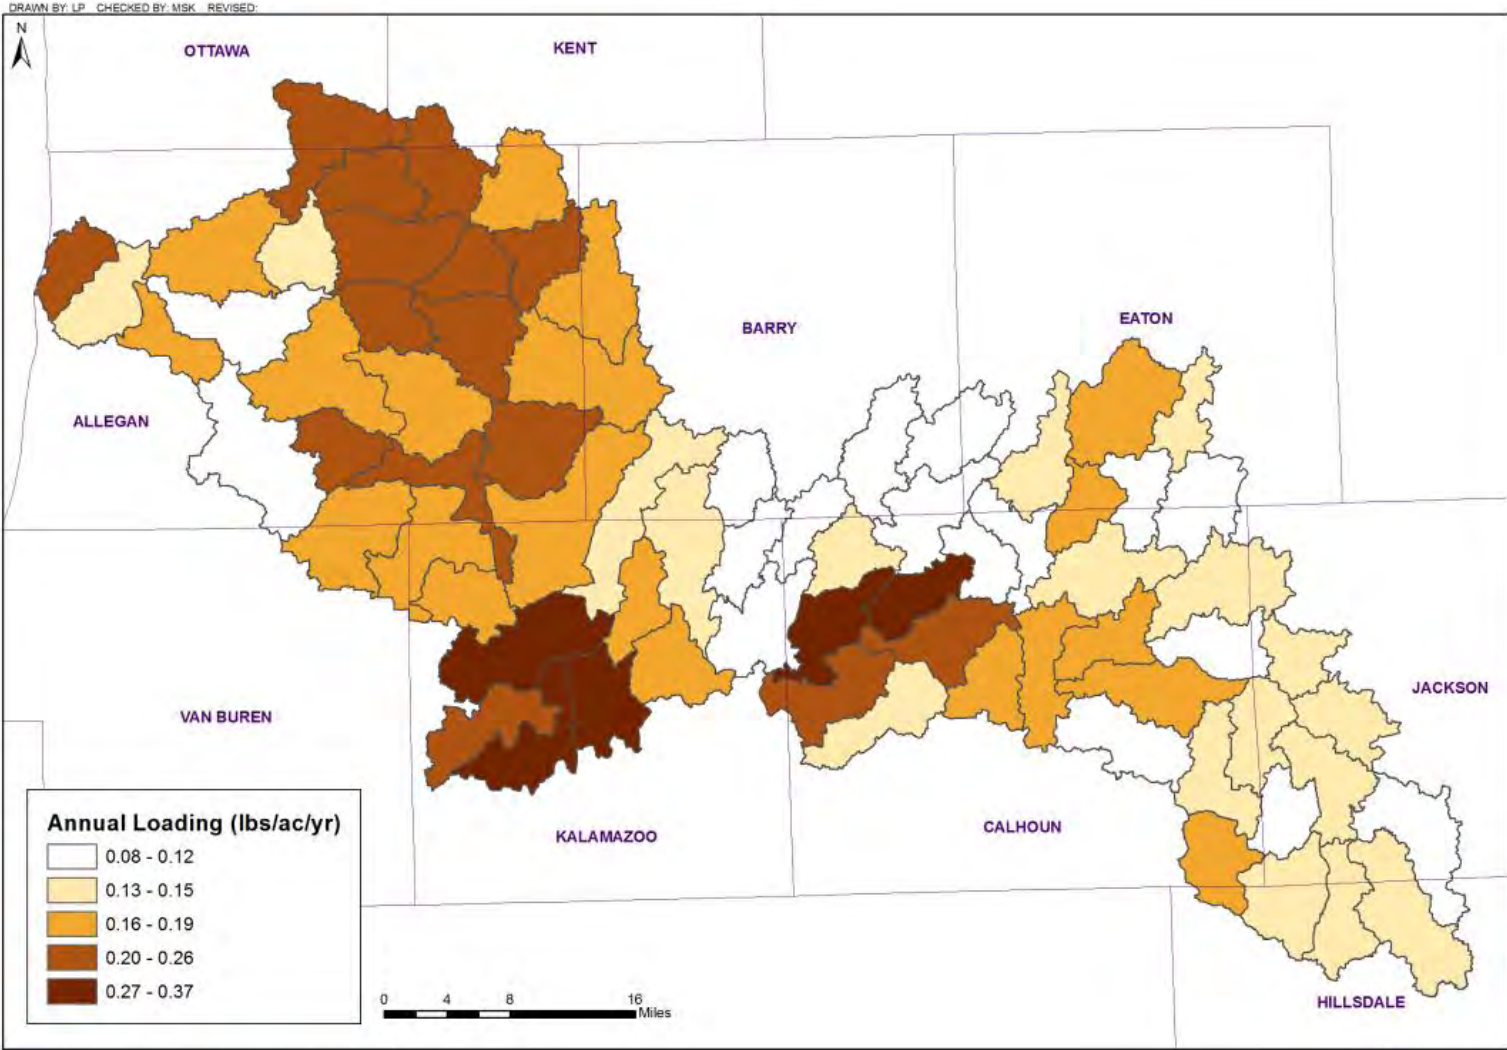 DRAWN BY: LP CHECKED BY: MSK REVISED:
N
OTTAWA
KENT
BARRY
EATON
ALLEGAN
JACKSON
VAN BUREN
KALAMAZOO
CALHOUN
HILLSDALE
Annual Loading (lbs/ac/yr)
0.08 - 0.12
0.13 - 0.15
0.16 - 0.19
0.20 - 0.26
0.27 - 0.37
0 4 8 16
Miles